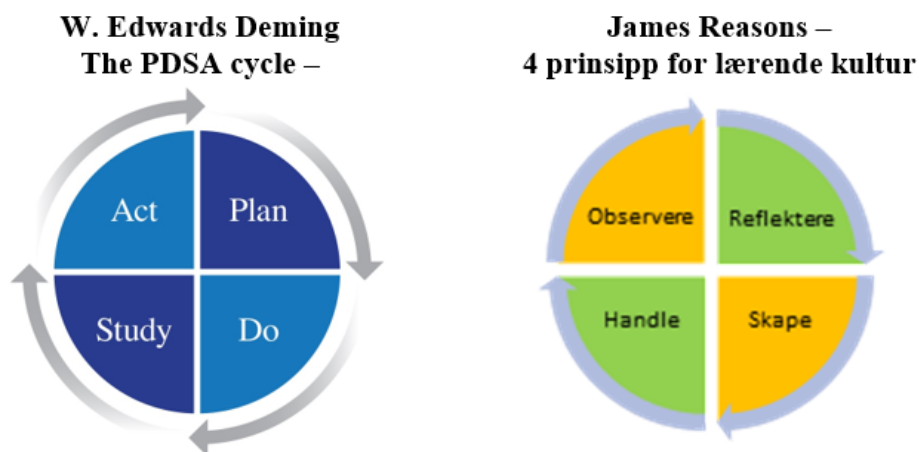 W. Edwards Deming
The PDSA cycle –
Act
Plan
Study
Do
James Reasons –
4 prinsipp for lærende kultur
Observere
Reflektere
Handle
Skape